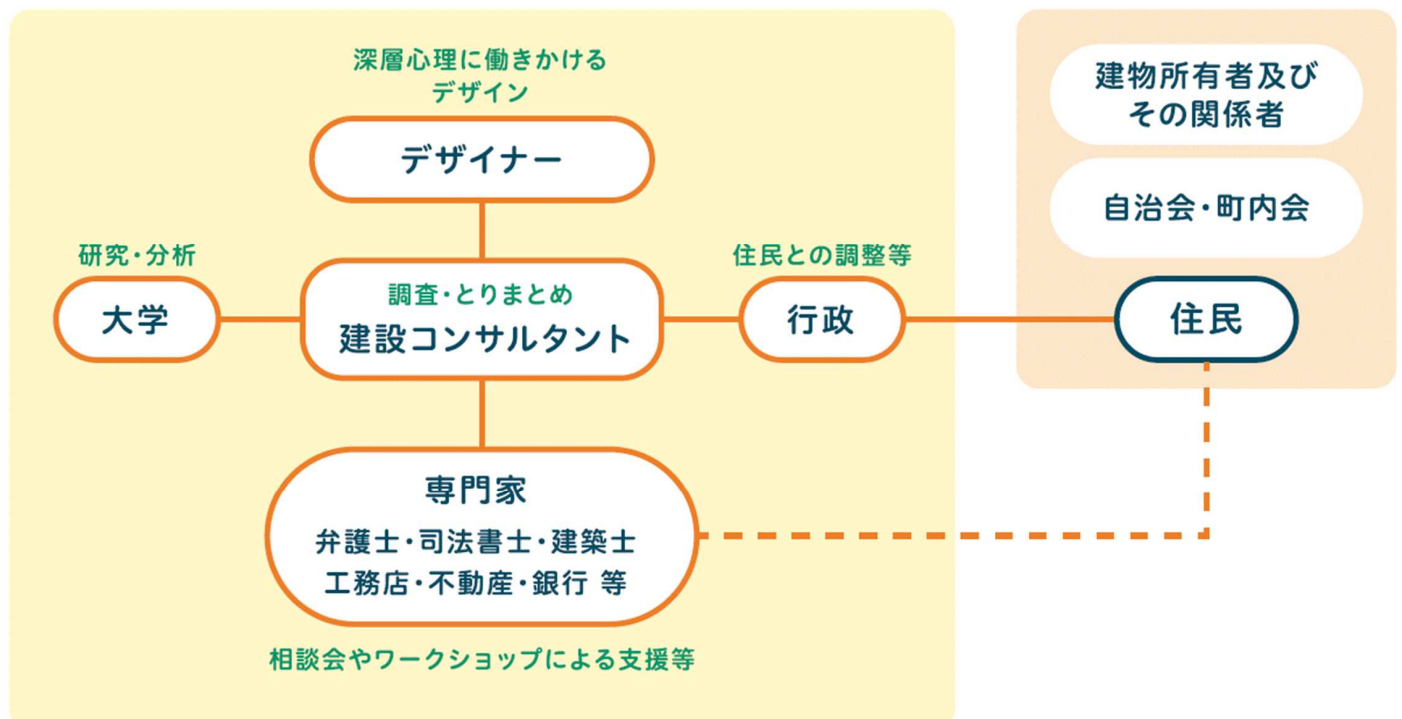 深層心理に働きかける
デザイン
デザイナー
研究・分析
大学
調査・とりまとめ
建設コンサルタント
住民との調整等
行政
専門家
弁護士・司法書士・建築士
工務店・不動産・銀行 等
相談会やワークショップによる支援等
建物所有者及び
その関係者
自治会・町内会
住民